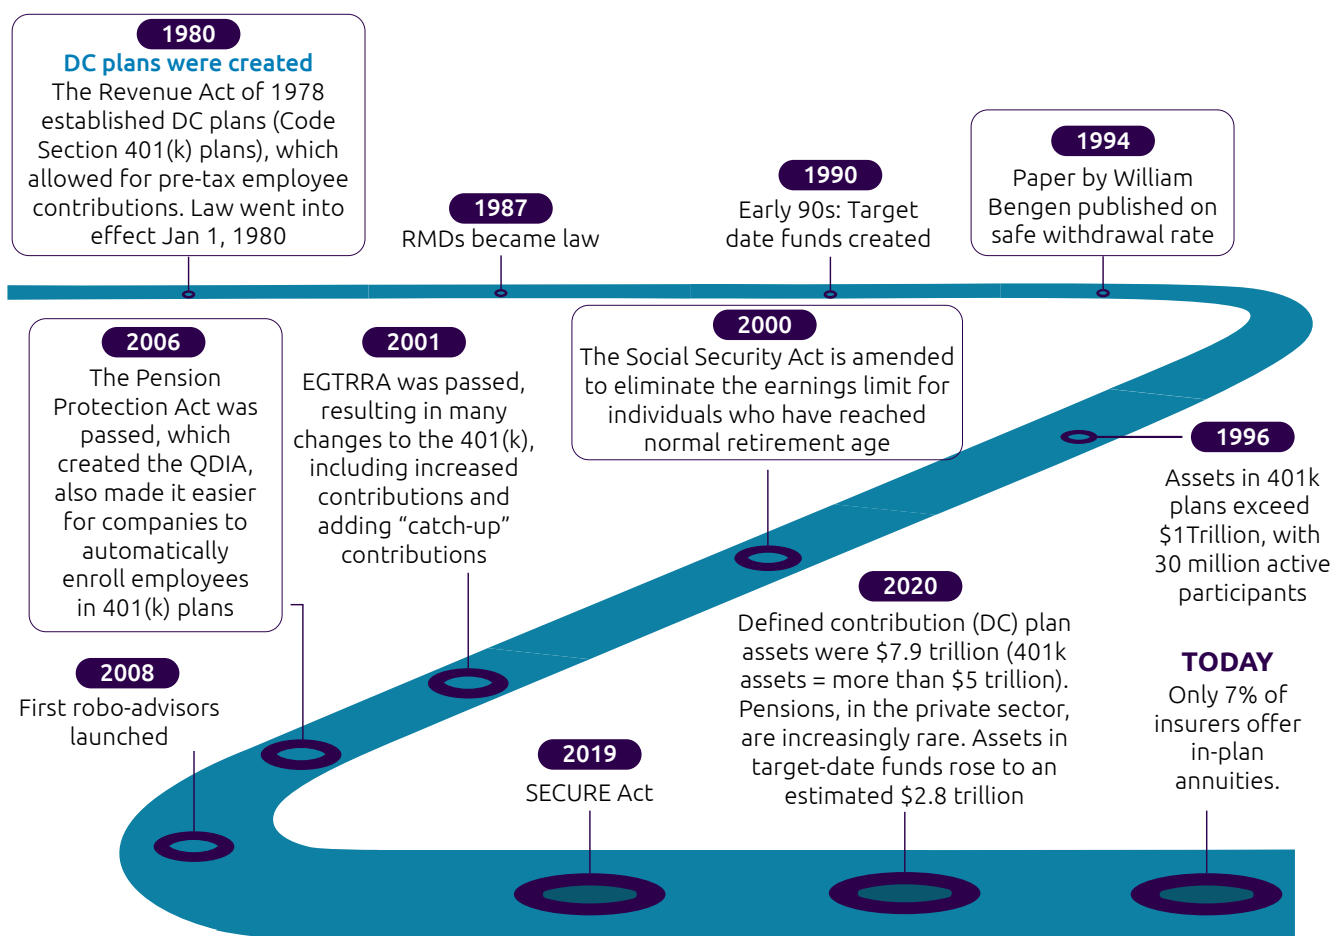 1980
DC plans were created
The Revenue Act of 1978
established DC plans (Code
Section 401(k) plans), which
allowed for pre-tax employee
contributions. Law went into
effect Jan 1, 1980
1987
RMDs became law
1990
Early 90s: Target
date funds created
1994
Paper by William
Bengen published on
safe withdrawal rate
1996
Assets in 401k
plans exceed
$1Trillion, with
30 million active
participants
2000
The Social Security Act is amended
to eliminate the earnings limit for
individuals who have reached
normal retirement age
2001
EGTRRA was passed,
resulting in many
changes to the 401(k),
including increased
contributions and
adding “catch-up”
contributions
2006
The Pension
Protection Act was
passed, which
created the QDIA,
also made it easier
for companies to
automatically
enroll employees
in 401(k) plans
2008
First robo-advisors
launched
2019
SECURE Act
2020
Defined contribution (DC) plan
assets were $7.9 trillion (401k
assets = more than $5 trillion).
Pensions, in the private sector,
are increasingly rare. Assets in
target-date funds rose to an
estimated $2.8 trillion
TODAY
Only 7% of
insurers offer
in-plan
annuities.